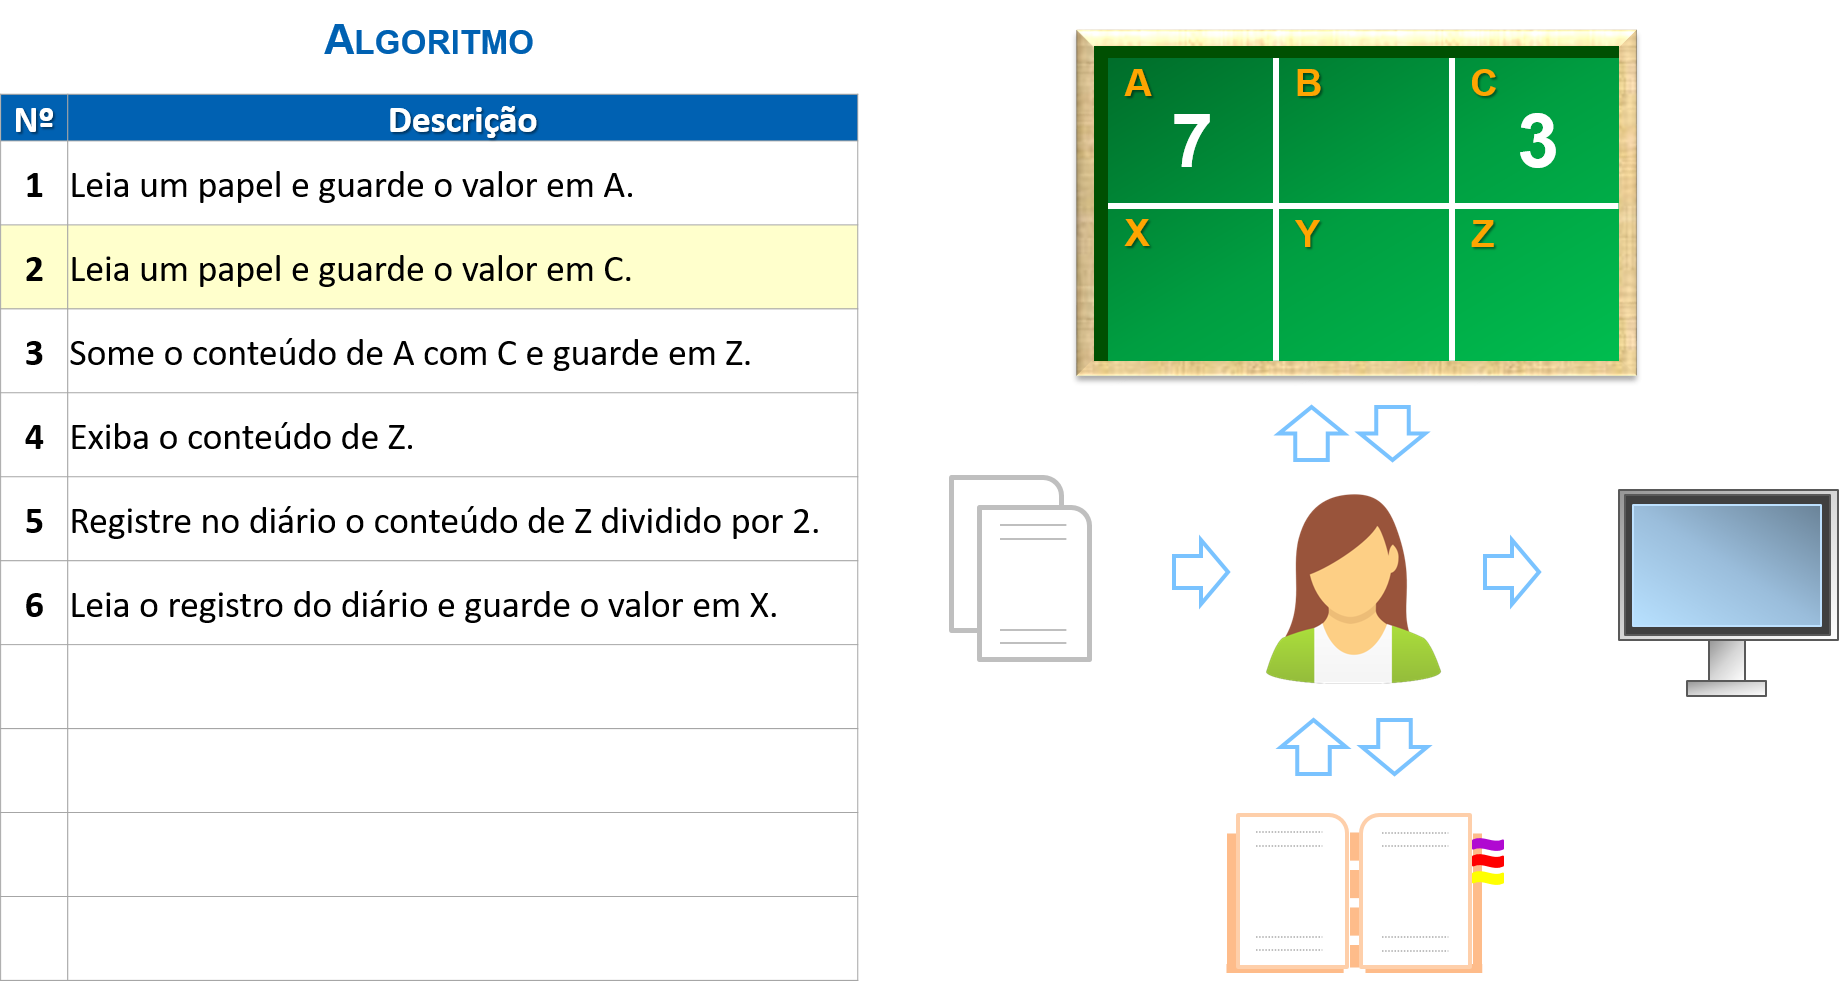 ALGORITMO
Nº Descrição
1 Leia um papel e guarde o valor em A.
2 Leia um papel e guarde o valor em C.
3 Some o conteúdo de A com C e guarde em Z.
4 Exiba o conteúdo de Z.
5 Registre no diário o conteúdo de Z dividido por 2.
6 Leia o registro do diário e guarde o valor em X.
A B C
7 3
X Y Z